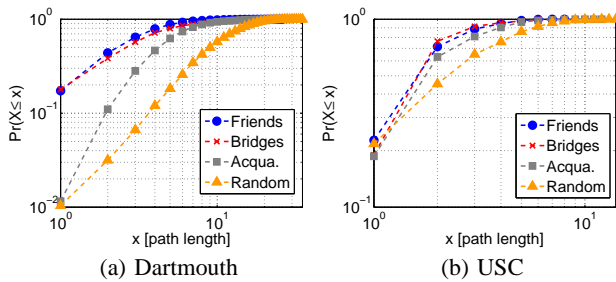 10^0
10^-1
10^-2
Pr(X≤ x)
Friends
Bridges
Acqua.
Random
10^0
10^1
x [path length]
(a) Dartmouth
10^0
10^-1
Pr(X≤ x)
Friends
Bridges
Acqua.
Random
10^0
10^1
x [path length]
(b) USC